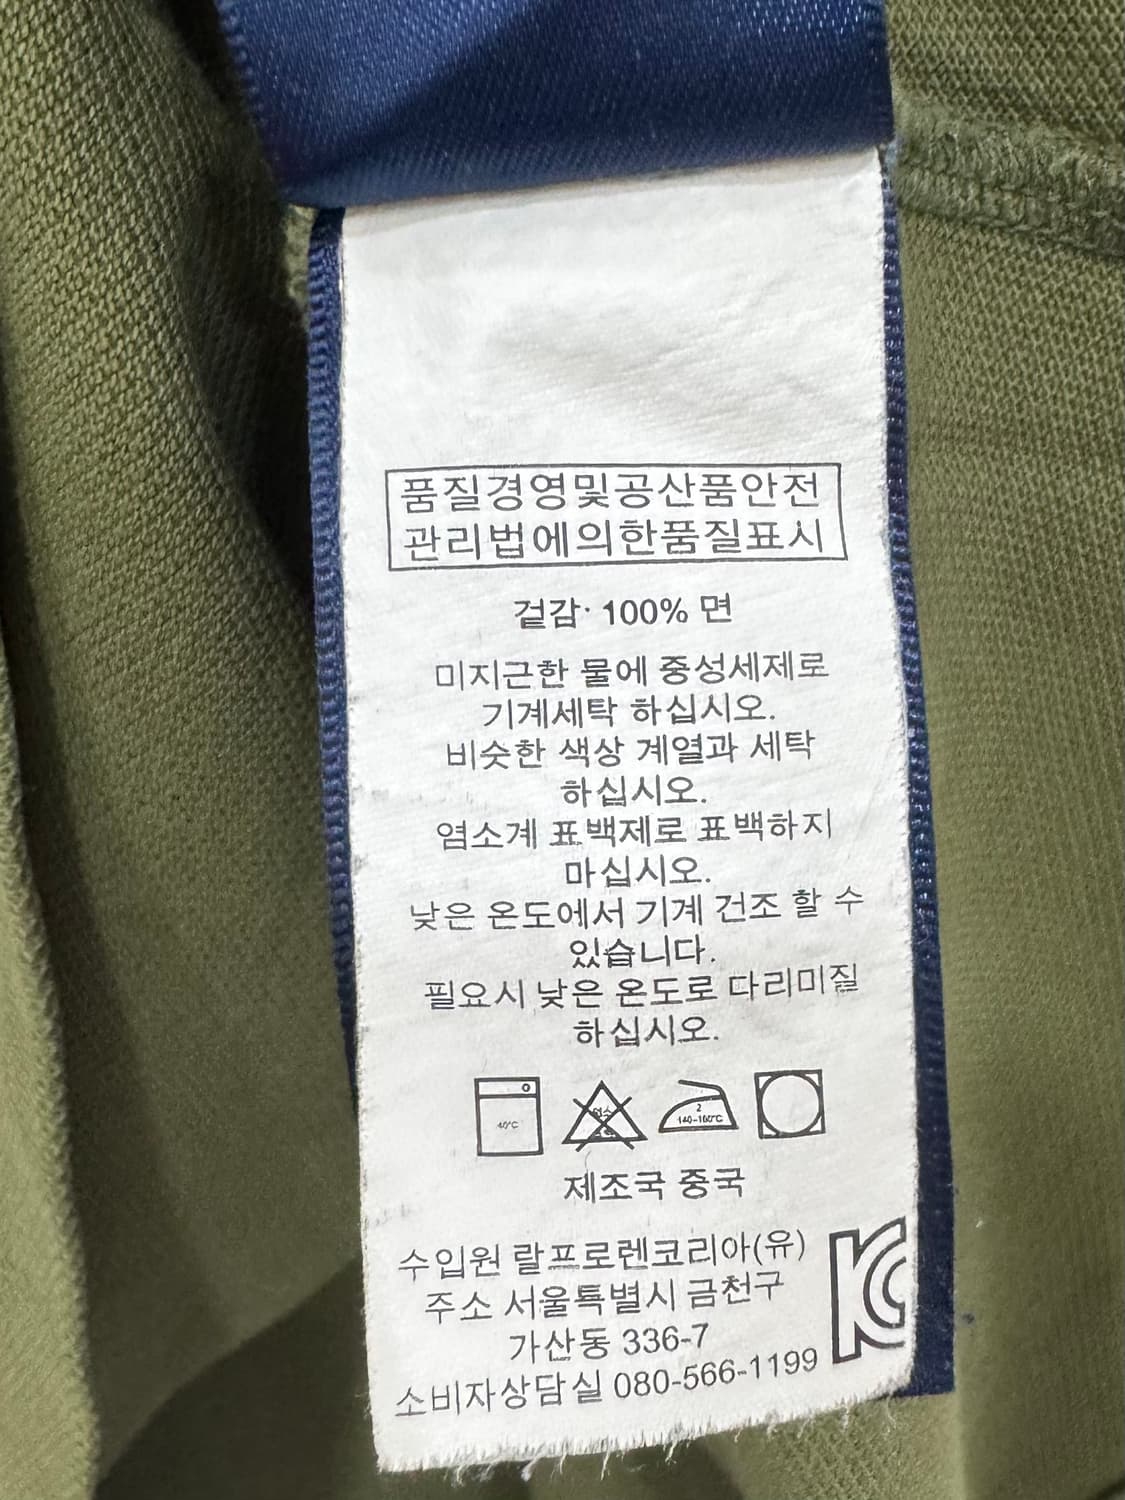 품질경영및공산품안전
관리법에의한품질표시
겉감· 100% 면
미지근한 물에 중성세제로
기계세탁 하십시오.
비슷한 색상 계열과 세탁
하십시오.
염소계 표백제로 표백하지
마십시오.
낮은 온도에서 기계 건조 할 수
있습니다.
필요시 낮은 온도로 다리미질
하십시오.
40°C
2
140~160°C
제조국 중국
수입원 랄프로렌코리아(유)
주소 서울특별시 금천구
가산동 336-7
소비자상담실 080-566-1199